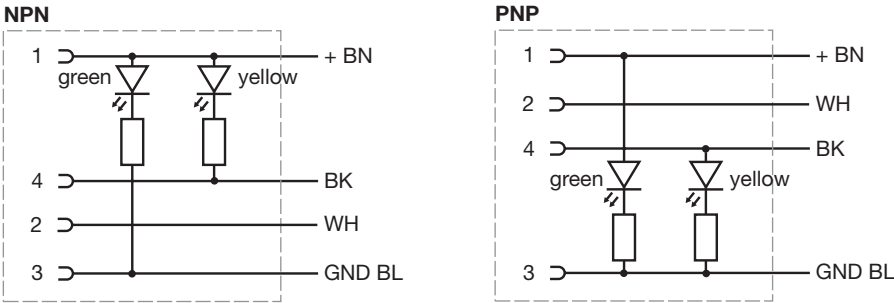 NPN
1 + BN
green yellow
4 BK
2 WH
3 GND BL
PNP
1 + BN
2 WH
4 BK
green yellow
3 GND BL